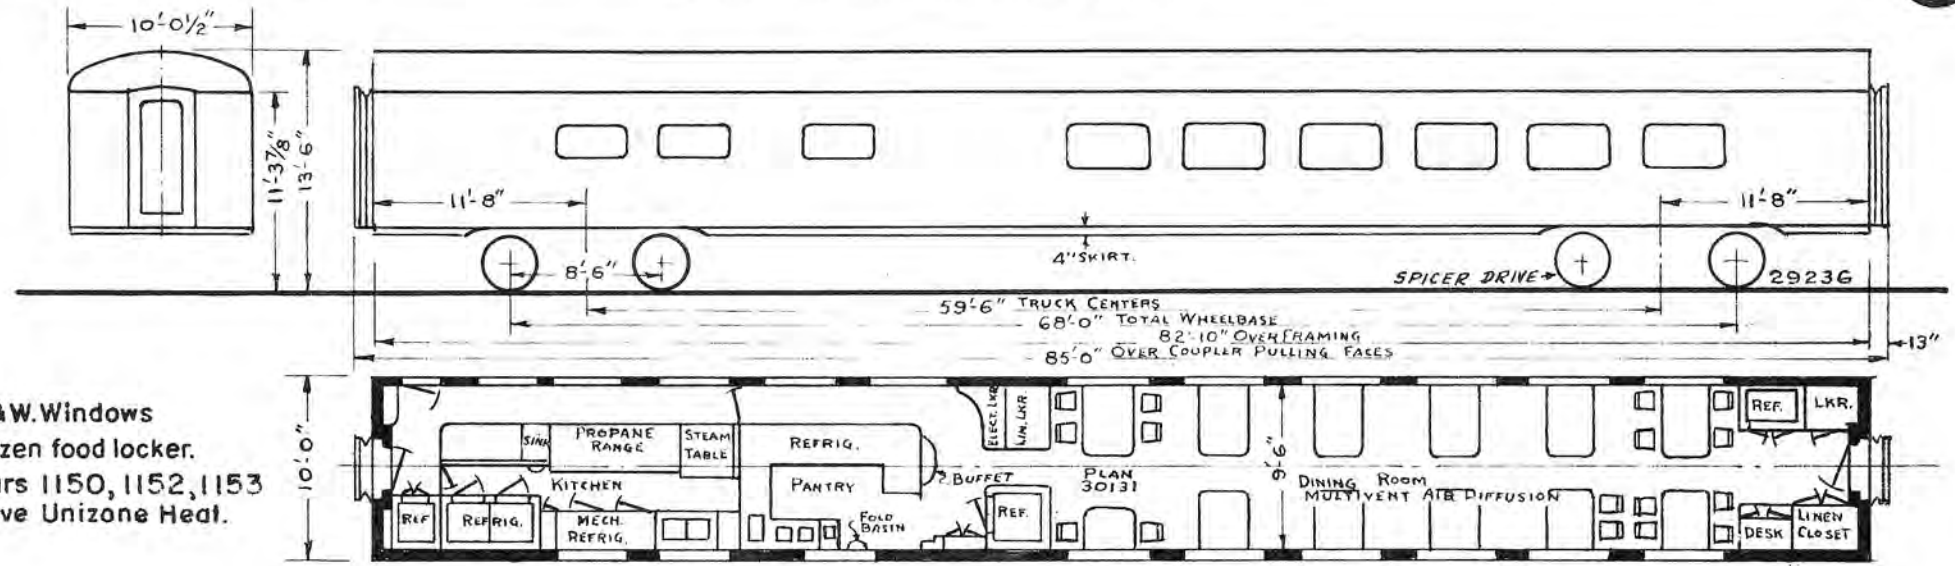 10'-0½"
11'-3⅞"
13'-6"
11'-8"
11'-8"
8'-6"
4" SKIRT.
SPICER DRIVE
29236
59'-6" TRUCK CENTERS
68'-0" TOTAL WHEELBASE
82'-10" OVER FRAMING
13"
85'-0" OVER COUPLER PULLING FACES
W. Windows
zen food locker.
rs 1150, 1152, 1153
ve Unizone Heat.
10'-0"
SINK
PROPANE
RANGE
STEAM
TABLE
REFRIG.
ELECT. LKR.
LIN. LKR.
REF.
LKR.
KITCHEN
PANTRY
BUFFET
PLAN
30131
9'-6"
DINING ROOM
MULTIVENT AIR DIFFUSION
REF
REFRIG.
MECH.
REFRIG.
FOLD
BASIN
REF.
DESK
LINEN
CLOSET